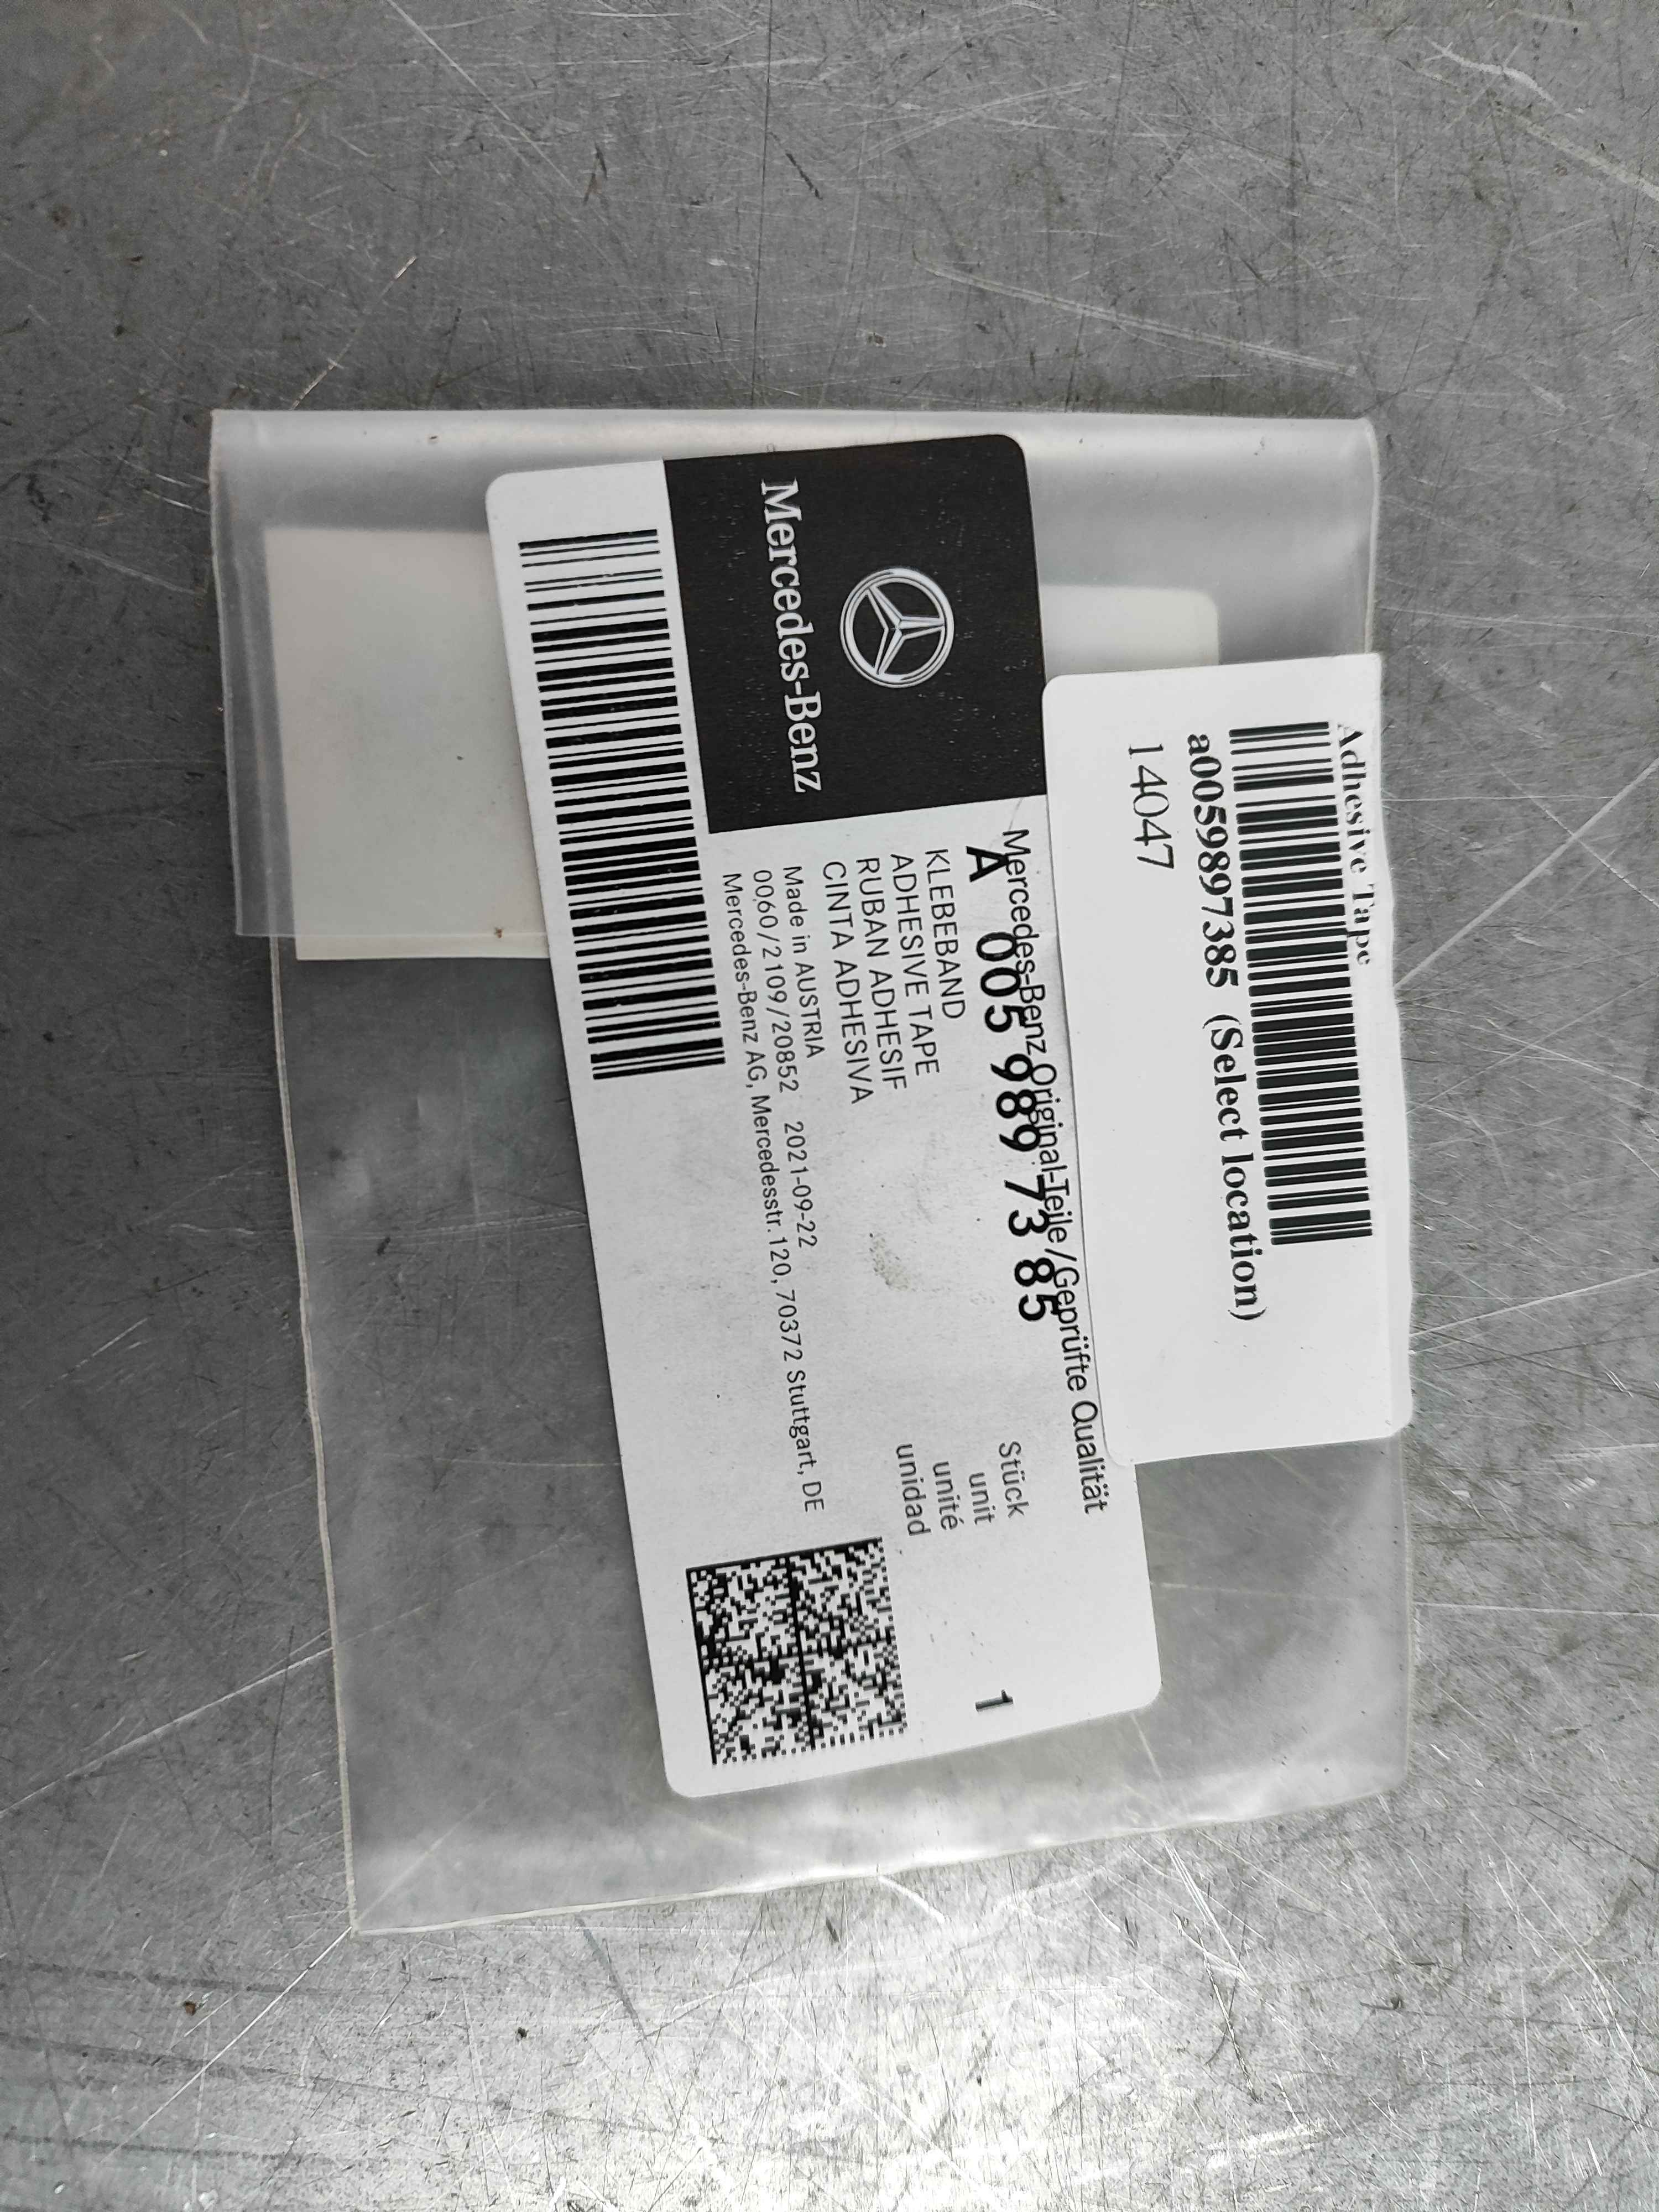 Adhesive Tape
a0059897385 (Select location)
14047
Mercedes-Benz
Mercedes-Benz Original-Teile/Geprüfte Qualität
A 005 989 73 85
KLEBEBAND
ADHESIVE TAPE
RUBAN ADHESIF
CINTA ADHESIVA
Stück
unit
unité
unidad
1
Made in AUSTRIA
0060/2109/20852 2021-09-22
Mercedes-Benz AG, Mercedesstr. 120, 70372 Stuttgart, DE